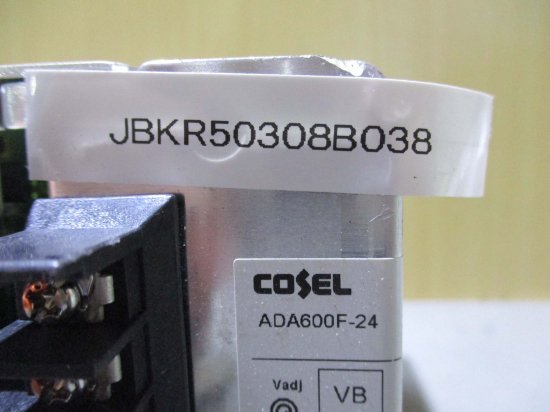 JBKR50308B038
COSEL
ADA600F-24
Vadj
VB